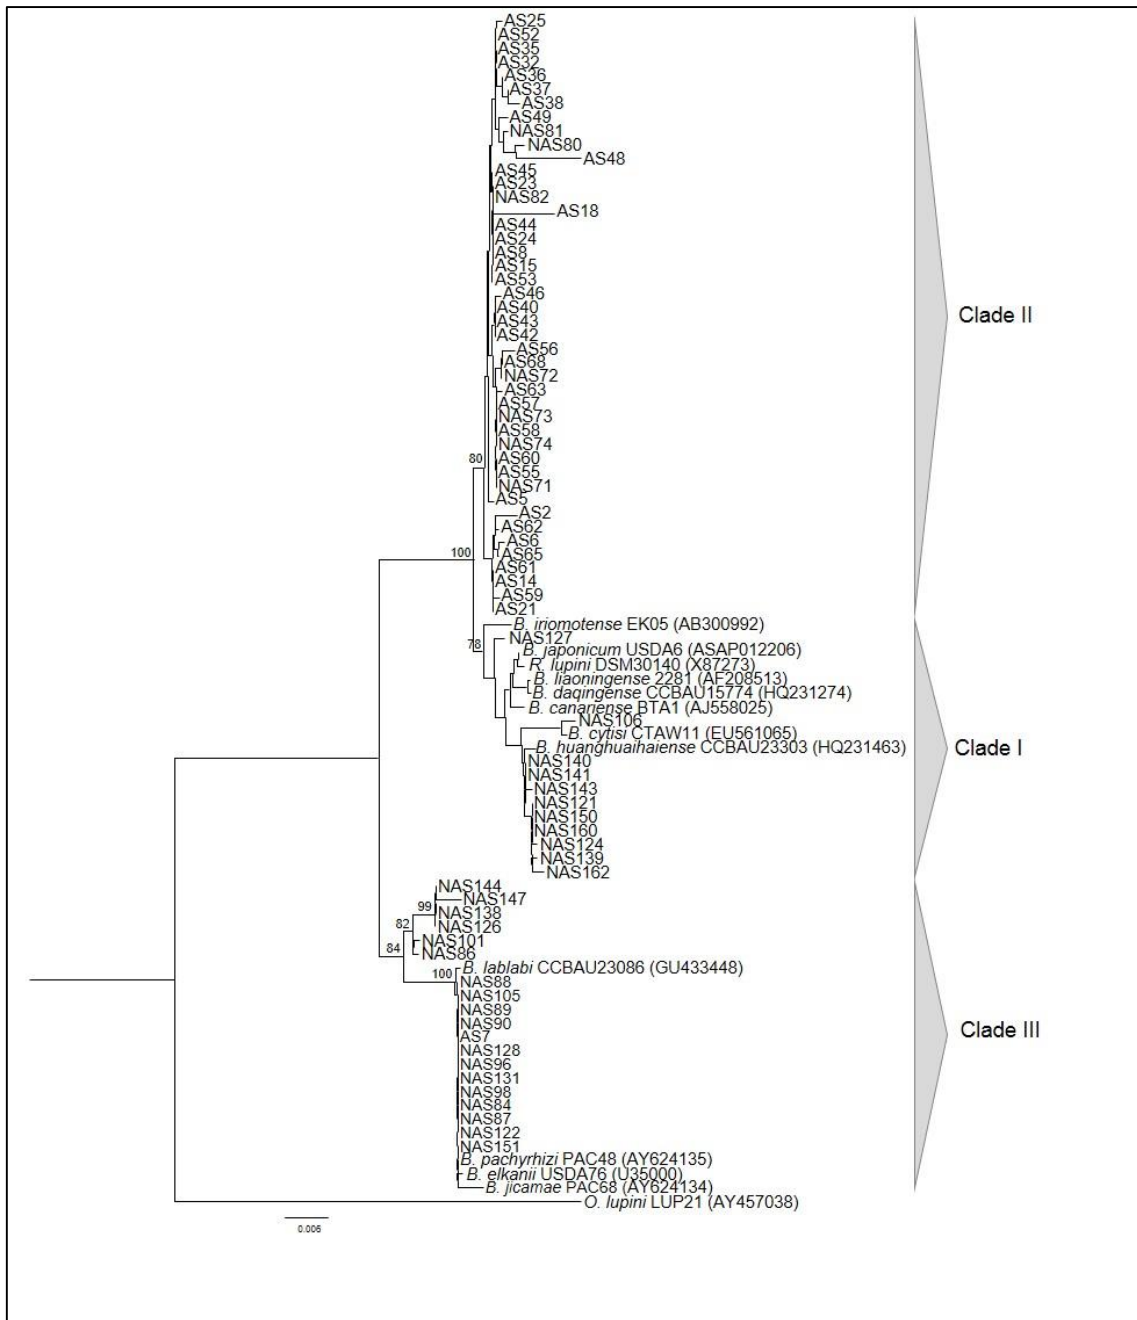 AS25
AS52
AS35
AS32
AS36
AS37
AS38
AS49
NAS81
NAS80
AS48
AS45
AS23
NAS82
AS18
AS44
AS24
AS8
AS15
AS53
AS46
AS40
AS43
AS42
Clade II
AS56
AS68
NAS72
AS63
AS57
NAS73
AS58
NAS74
80
AS60
AS55
NAS71
AS5
AS2
AS62
AS6
100
AS65
AS61
AS14
AS59
AS21
B. iriomotense EK05 (AB300992)
78
NAS127
B. japonicum USDA6 (ASAP012206)
R. lupini DSM30140 (X87273)
B. liaoningense 2281 (AF208513)
B. daqingense CCBAU15774 (HQ231274)
B. canariense BTA1 (AJ558025)
NAS106
B. cytisi CTAW11 (EU561065)
B. huanghuaihaiense CCBAU23303 (HQ231463)
Clade I
NAS140
NAS141
NAS143
NAS121
NAS150
NAS160
NAS124
NAS139
NAS162
NAS144
NAS147
99
NAS138
82
NAS126
NAS101
84
NAS86
B. lablabi CCBAU23086 (GU433448)
100
NAS88
NAS105
NAS89
NAS90
Clade III
AS7
NAS128
NAS96
NAS131
NAS98
NAS84
NAS87
NAS122
NAS151
B. pachyrhizi PAC48 (AY624135)
B. elkanii USDA76 (U35000)
B. jicamae PAC68 (AY624134)
O. lupini LUP21 (AY457038)
0.006